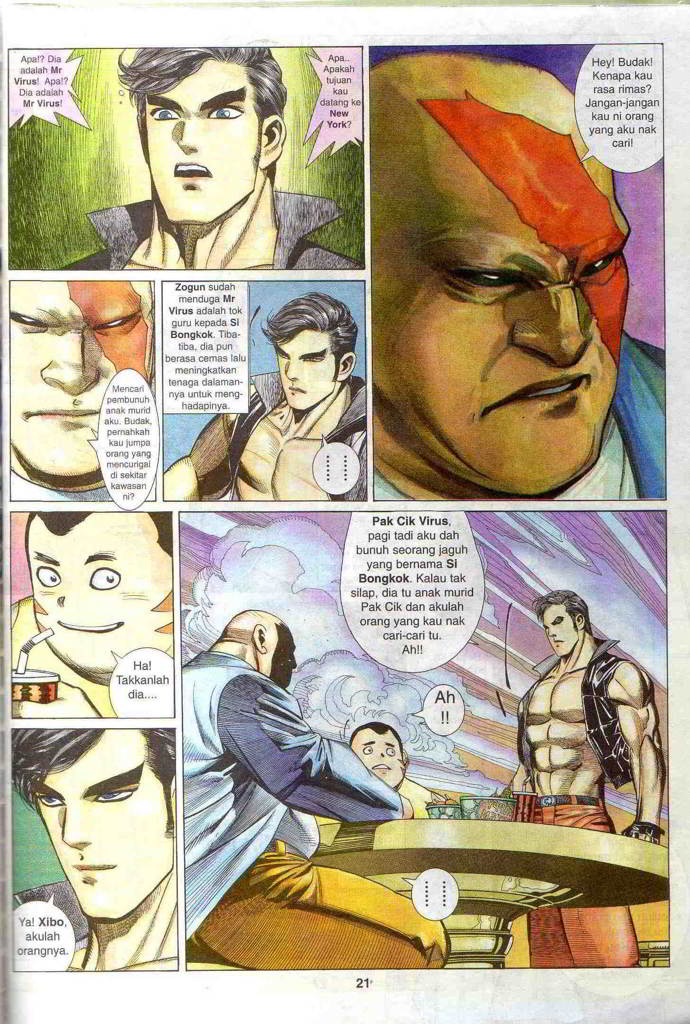 Apa!? Dia
adalah Mr
Virus! Apa!?
Dia adalah
Mr Virus!
Apa..
Apakah
tujuan
kau
datang ke
New
York?
Hey! Budak!
Kenapa kau
rasa rimas?
Jangan-jangan
kau ni orang
yang aku nak
cari!
Mencari
pembunuh
anak murid
aku. Budak,
pernahkah
kau jumpa
orang yang
mencurigai
di sekitar
kawasan
ni?
Zogun sudah
menduga Mr
Virus adalah tok
guru kepada Si
Bongkok. Tiba-
tiba, dia pun
berasa cemas lalu
meningkatkan
tenaga dalaman-
nya untuk meng-
hadapinya.
Ha!
Takkanlah
dia....
Ya! Xibo,
akulah
orangnya.
Pak Cik Virus,
pagi tadi aku dah
bunuh seorang jaguh
yang bernama Si
Bongkok. Kalau tak
silap, dia tu anak murid
Pak Cik dan akulah
orang yang kau nak
cari-cari tu.
Ah!!
Ah
!!
21